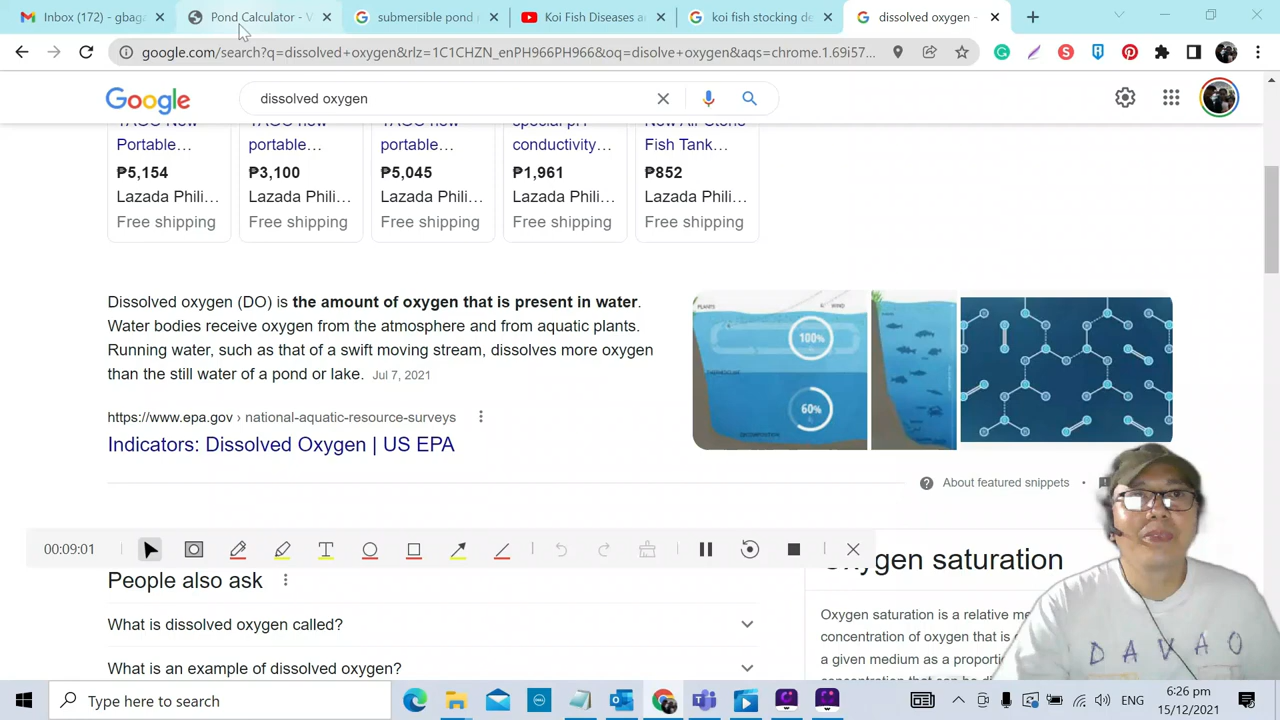 Inbox (172) - gbaga
Pond Calculator - V
submersible pond
Koi Fish Diseases a
koi fish stocking de
dissolved oxygen -
google.com/search?q=dissolved+oxygen&rlz=1C1CHZN_enPH966PH966&oq=disolve+oxygen&aqs=chrome.1.69i57...
Google
dissolved oxygen
Portable…
portable…
portable…
conductivity…
Fish Tank…
₱5,154
₱3,100
₱5,045
₱1,961
₱852
Lazada Phili…
Lazada Phili…
Lazada Phili…
Lazada Phili…
Lazada Phili…
Free shipping
Free shipping
Free shipping
Free shipping
Free shipping
Dissolved oxygen (DO) is the amount of oxygen that is present in water.
Water bodies receive oxygen from the atmosphere and from aquatic plants.
Running water, such as that of a swift moving stream, dissolves more oxygen
than the still water of a pond or lake. Jul 7, 2021
PLANTS
WIND
100%
60%
https://www.epa.gov › national-aquatic-resource-surveys
Indicators: Dissolved Oxygen | US EPA
About featured snippets
00:09:01
T
Oxygen saturation
People also ask
Oxygen saturation is a relative me
concentration of oxygen that is
a given medium as a proporti
What is dissolved oxygen called?
What is an example of dissolved oxygen?
DAVAO
Type here to search
DELL
ENG
6:26 pm
15/12/2021